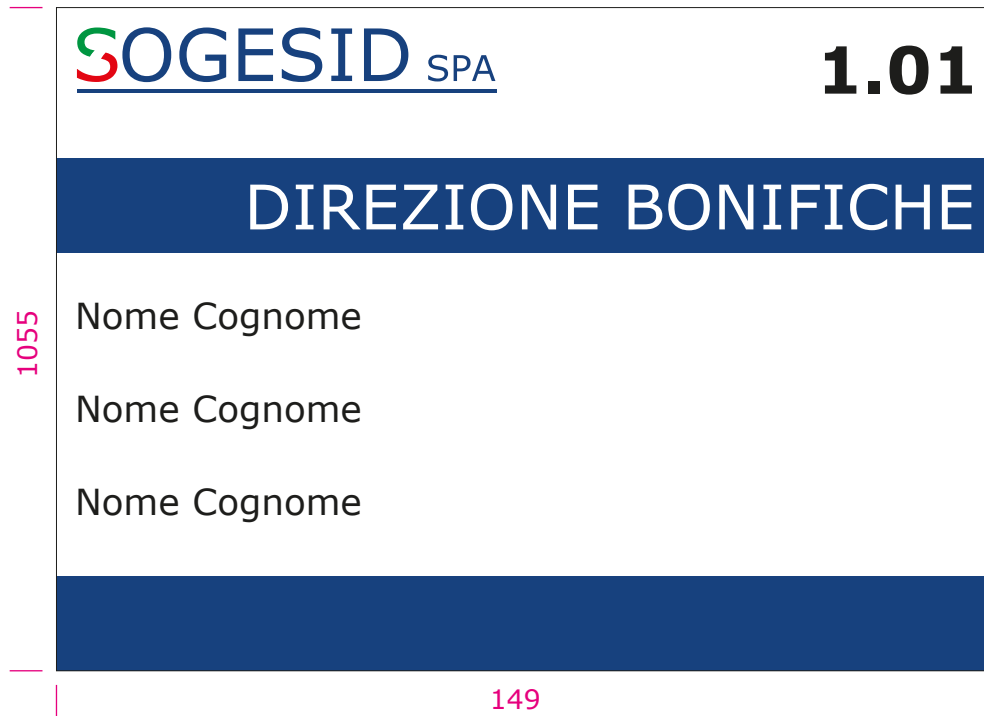 SOGESID SPA
1.01
DIREZIONE BONIFICHE
Nome Cognome
Nome Cognome
Nome Cognome
1055
149